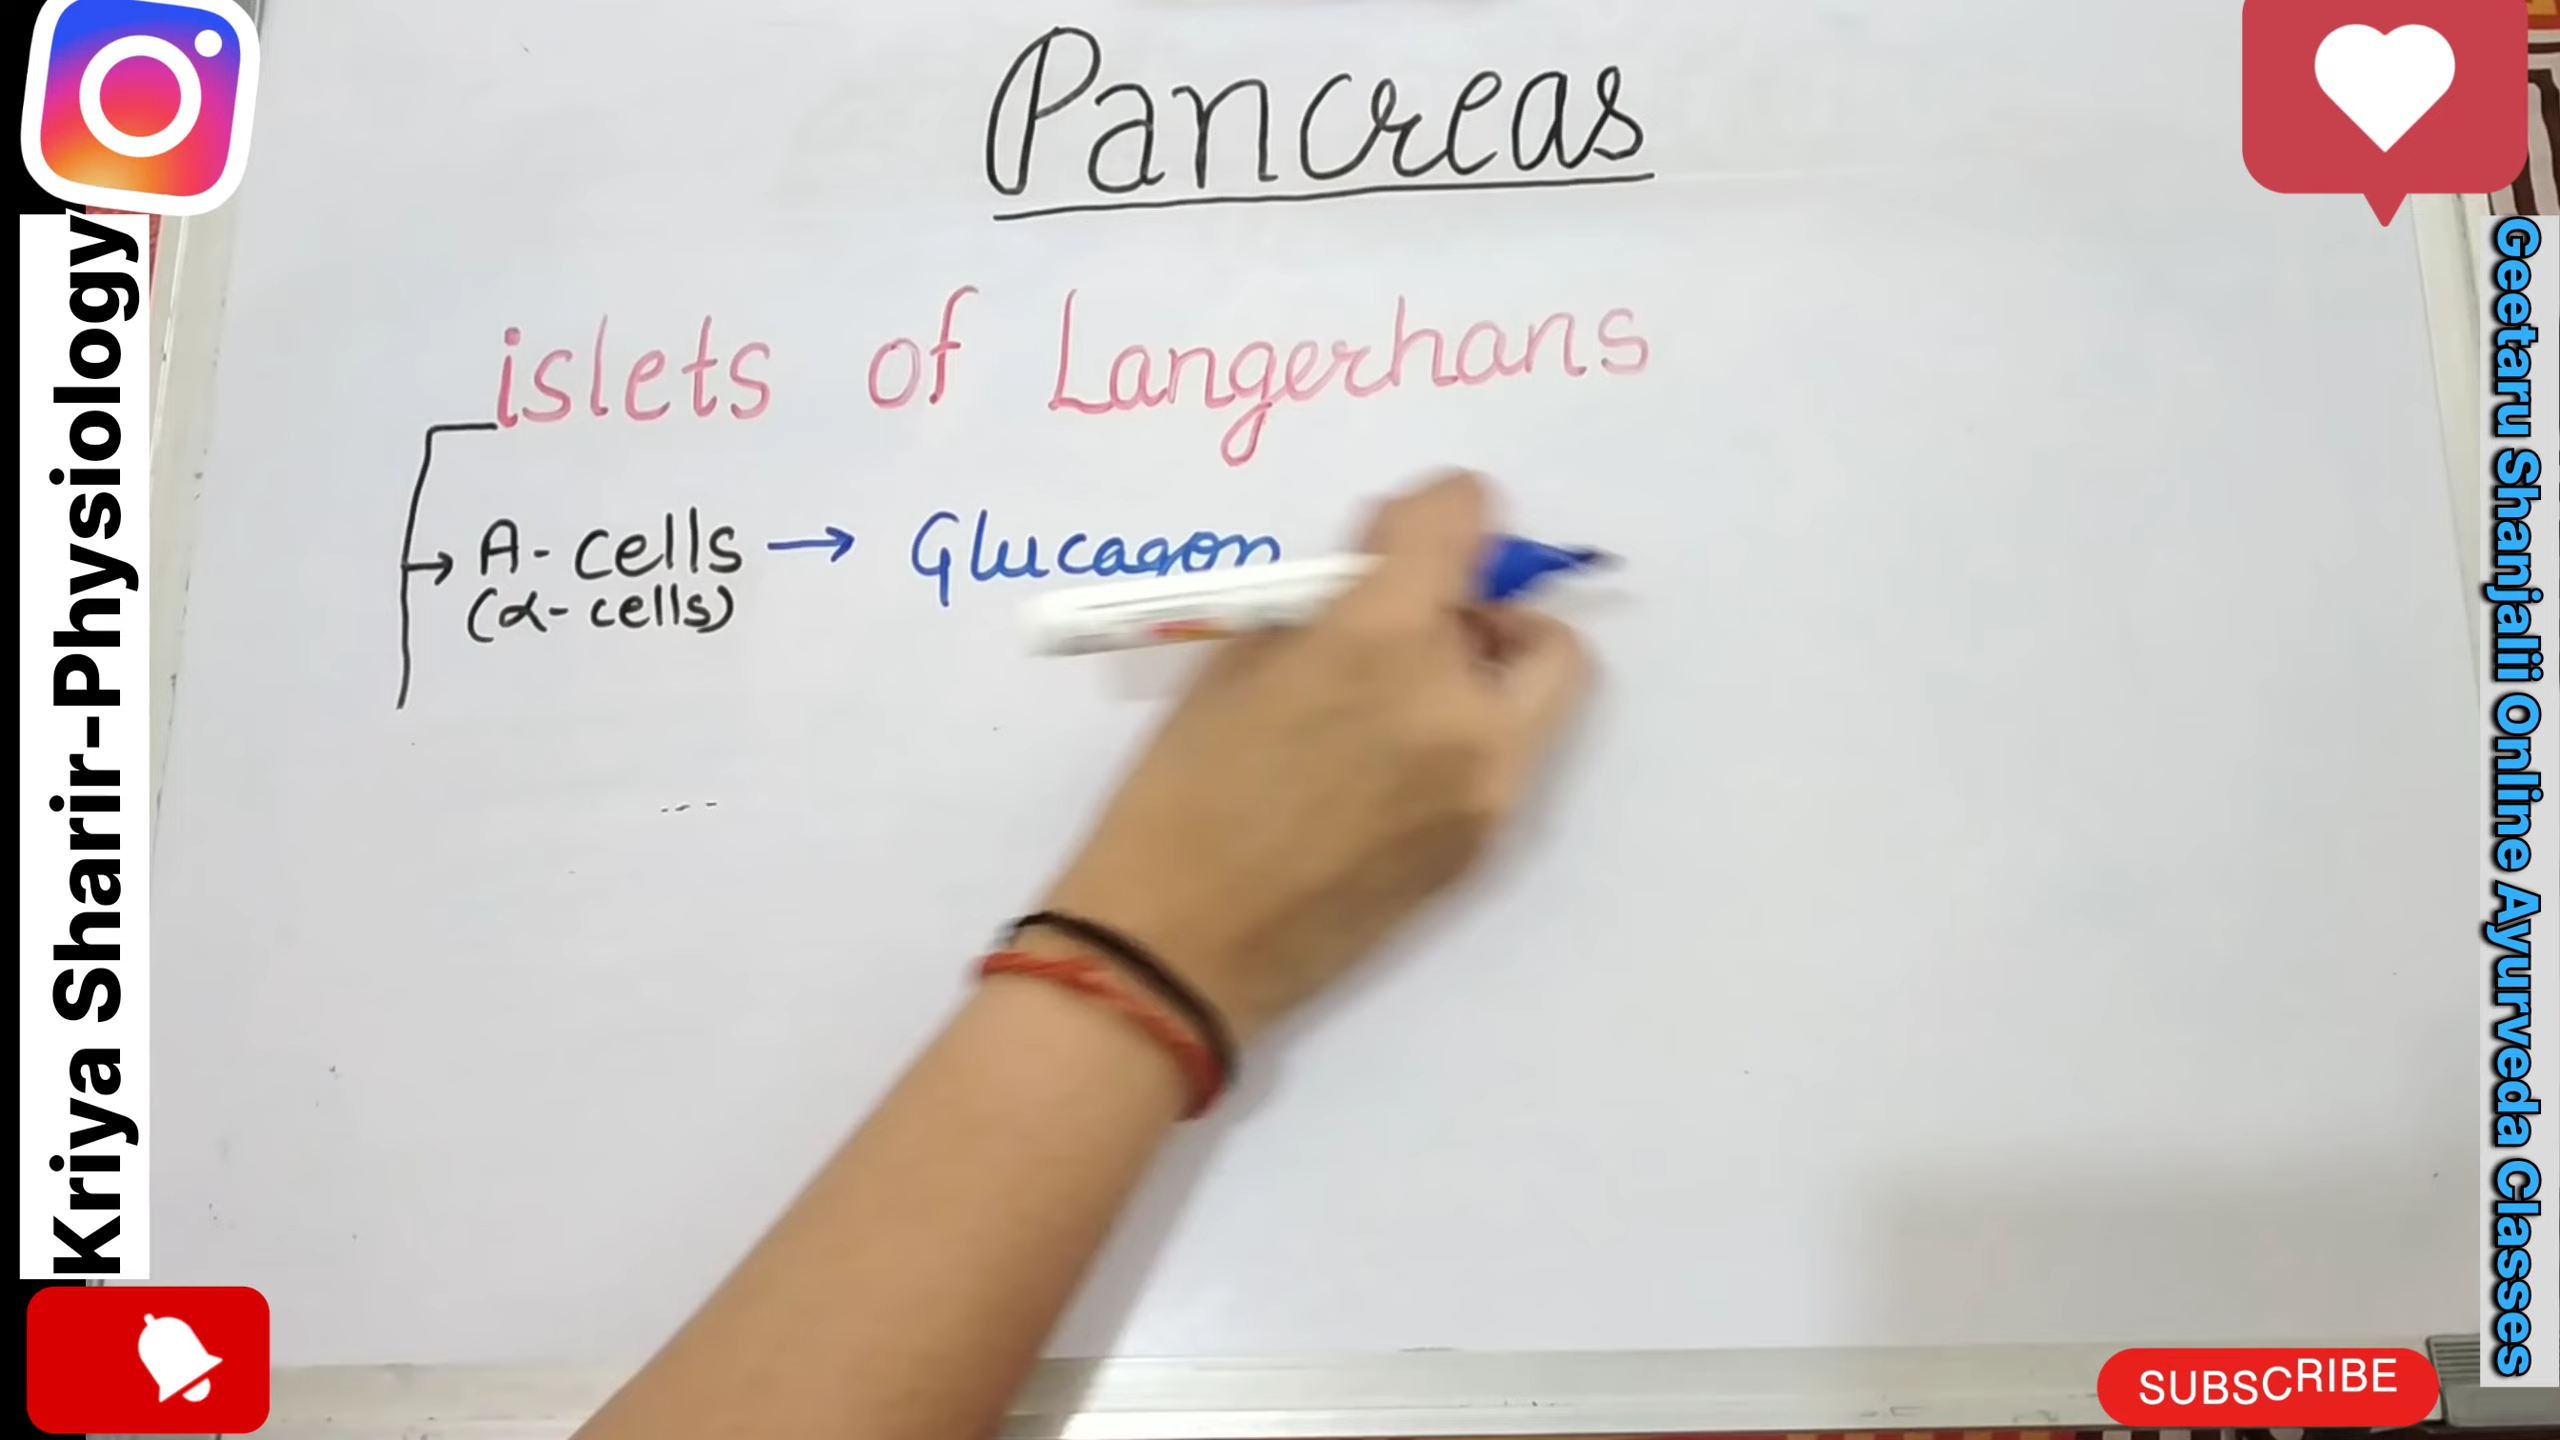 Pancreas
islets of Langerhans
A- cells → Glucagon
(α- cells)
Kriya Sharir-Physiology
Geetaru Shanjalii Online Ayurveda Classes
SUBSCRIBE